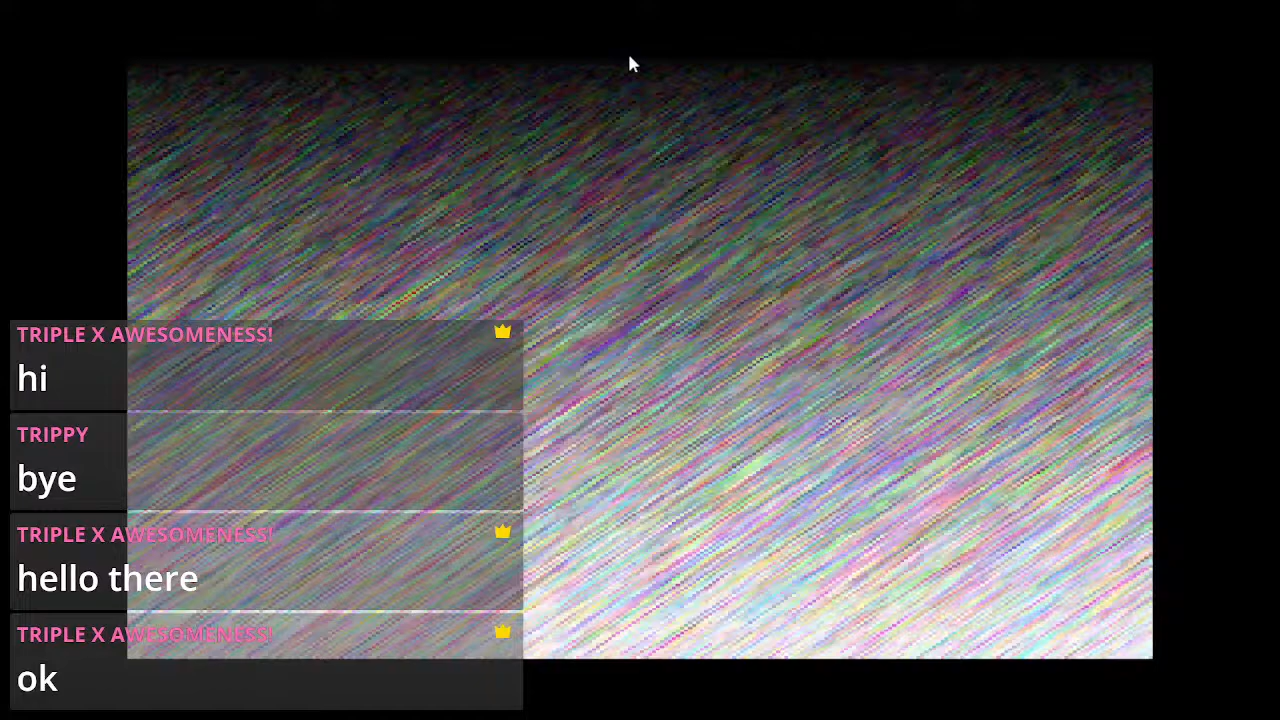 TRIPLE X AWESOMENESS!
hi
TRIPPY
bye
TRIPLE X AWESOMENESS!
hello there
TRIPLE X AWESOMENESS!
ok